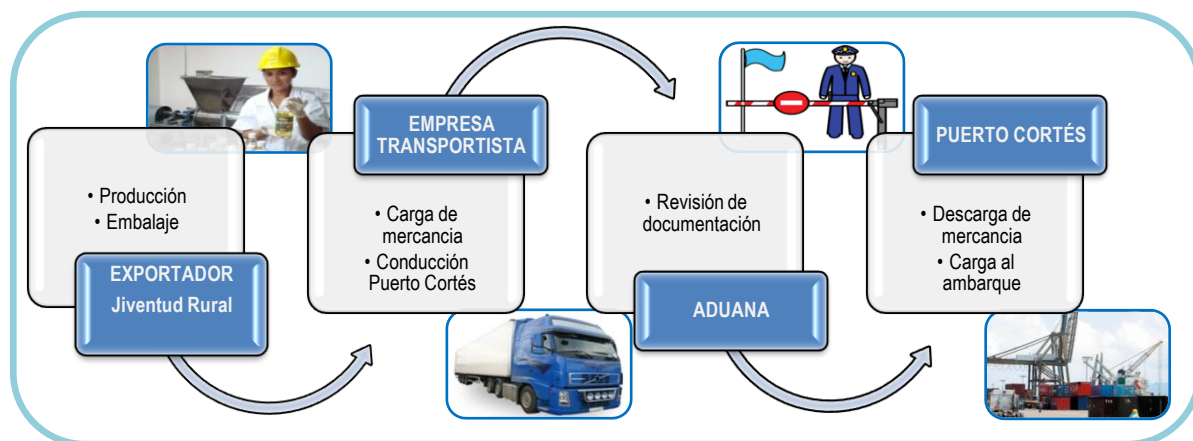 • Producción
• Embalaje
EXPORTADOR
Jiventud Rural
EMPRESA
TRANSPORTISTA
• Carga de
mercancia
• Conducción
Puerto Cortés
• Revisión de
documentación
ADUANA
PUERTO CORTÉS
• Descarga de
mercancia
• Carga al
ambarque